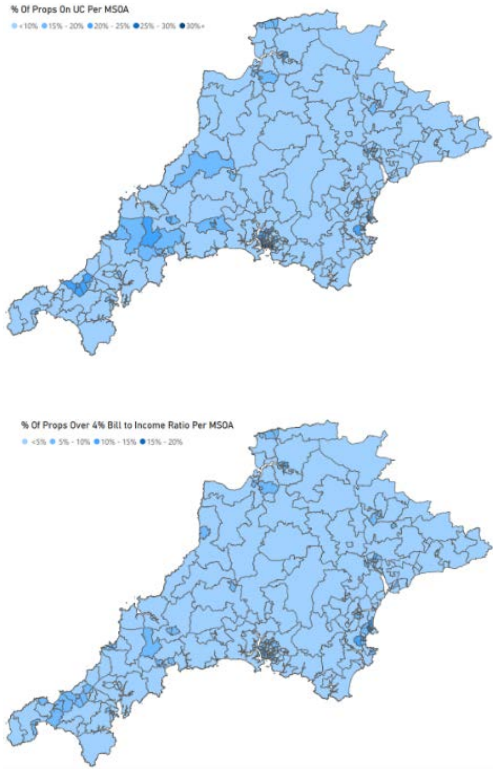 % Of Props On UC Per MSOA
<10% 15% - 20% 20% - 25% 25% - 30% 30%+
% Of Props Over 4% Bill to Income Ratio Per MSOA
<5% 5% - 10% 10% - 15% 15% - 20%